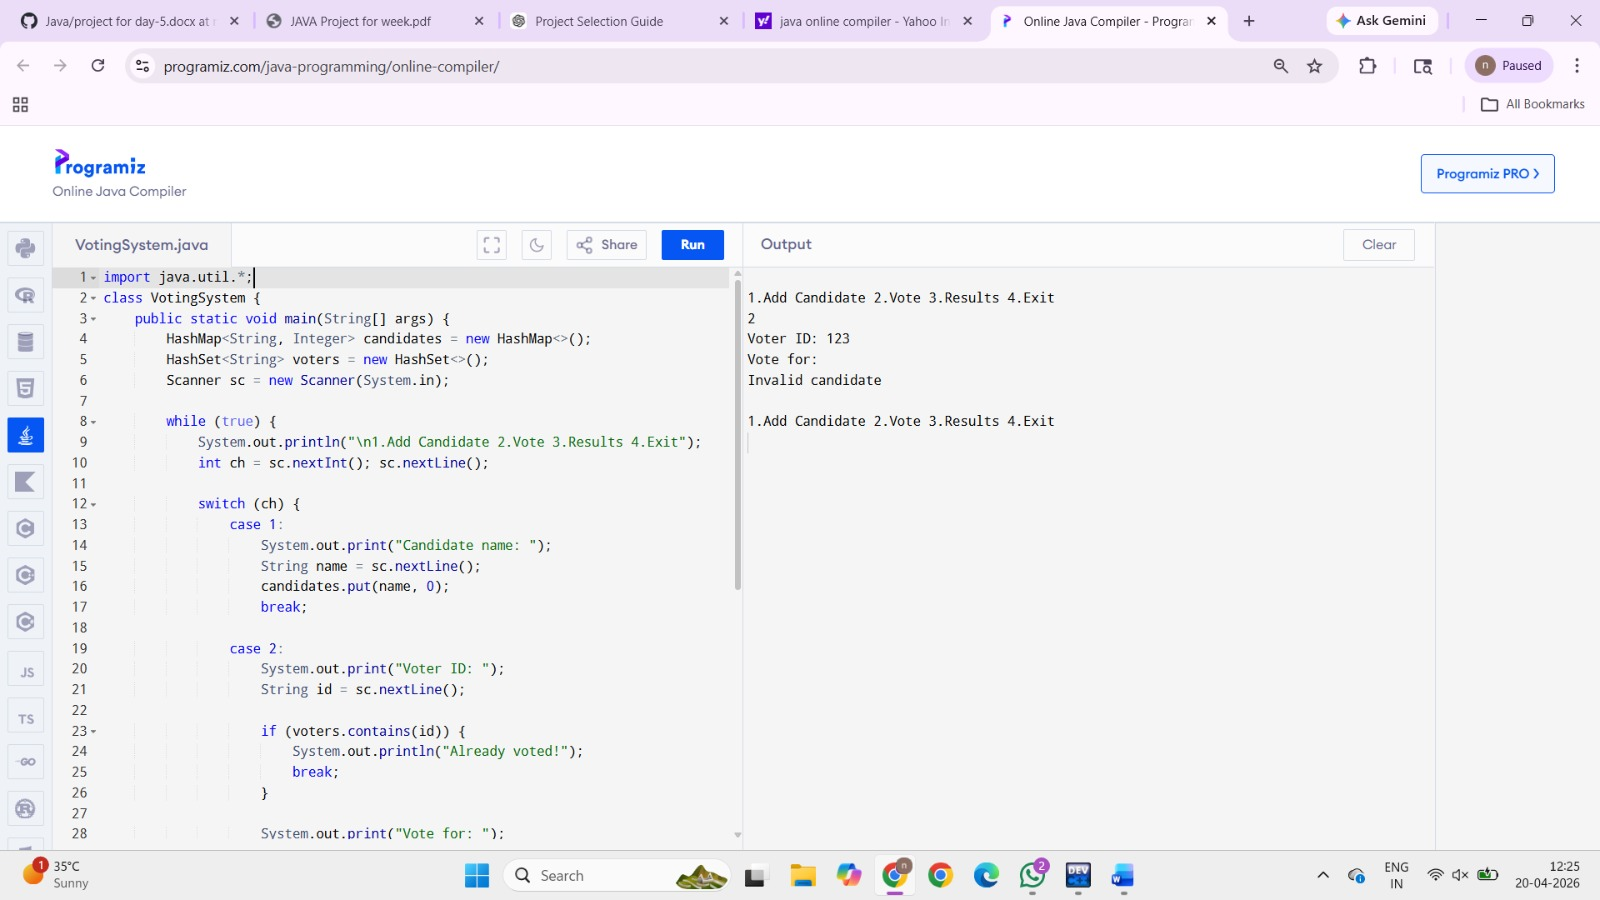 Java/project for day-5.docx at r
JAVA Project for week.pdf
Project Selection Guide
java online compiler - Yahoo In
Online Java Compiler - Program
Ask Gemini
programiz.com/java-programming/online-compiler/
n
Paused
All Bookmarks
Programiz
Online Java Compiler
Programiz PRO
VotingSystem.java
Share
Run
Output
Clear
1 import java.util.*;
2 class VotingSystem {
3 public static void main(String[] args) {
4 HashMap<String, Integer> candidates = new HashMap<>();
5 HashSet<String> voters = new HashSet<>();
6 Scanner sc = new Scanner(System.in);
7
8 while (true) {
9 System.out.println("\n1.Add Candidate 2.Vote 3.Results 4.Exit");
10 int ch = sc.nextInt(); sc.nextLine();
11
12 switch (ch) {
13 case 1:
14 System.out.print("Candidate name: ");
15 String name = sc.nextLine();
16 candidates.put(name, 0);
17 break;
18
19 case 2:
20 System.out.print("Voter ID: ");
21 String id = sc.nextLine();
22
23 if (voters.contains(id)) {
24 System.out.println("Already voted!");
25 break;
26 }
27
28 System.out.print("Vote for: ");
1.Add Candidate 2.Vote 3.Results 4.Exit
2
Voter ID: 123
Vote for:
Invalid candidate
1.Add Candidate 2.Vote 3.Results 4.Exit
JS
TS
GO
1
35°C
Sunny
Search
n
2
DEV
W
ENG
IN
12:25
20-04-2026